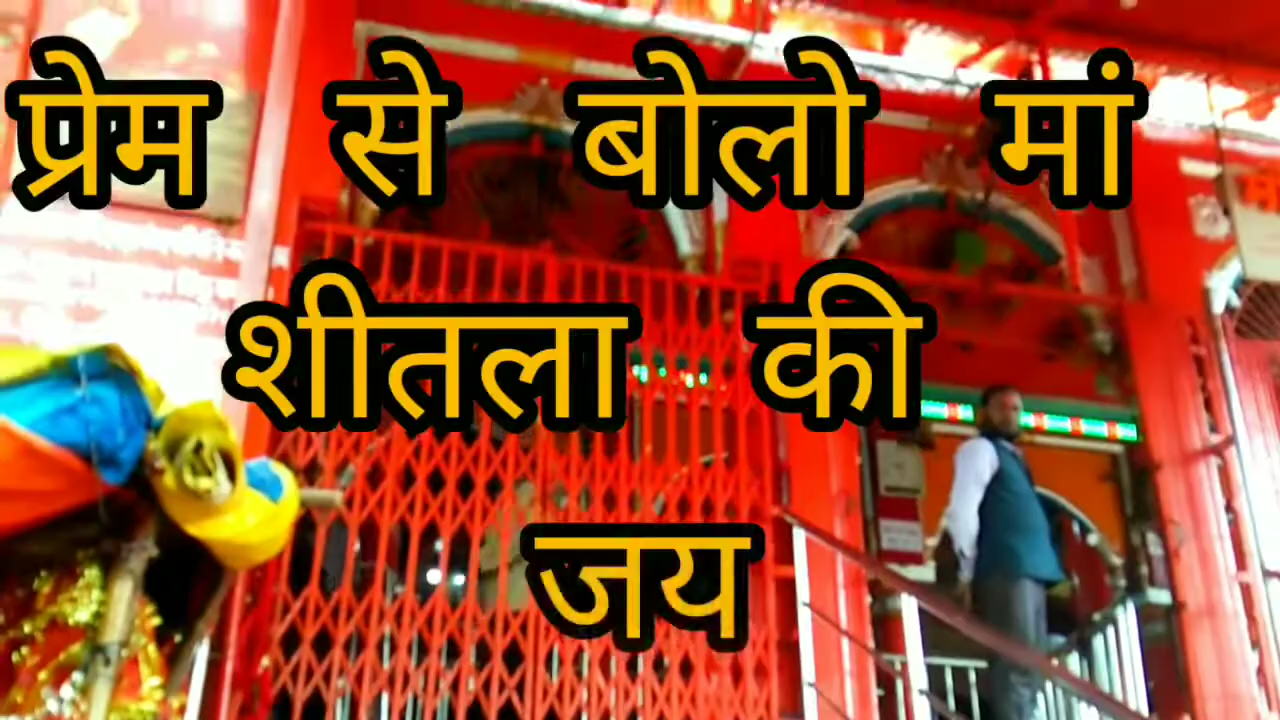 प्रेम से बोलो मां
शीतला की
जय